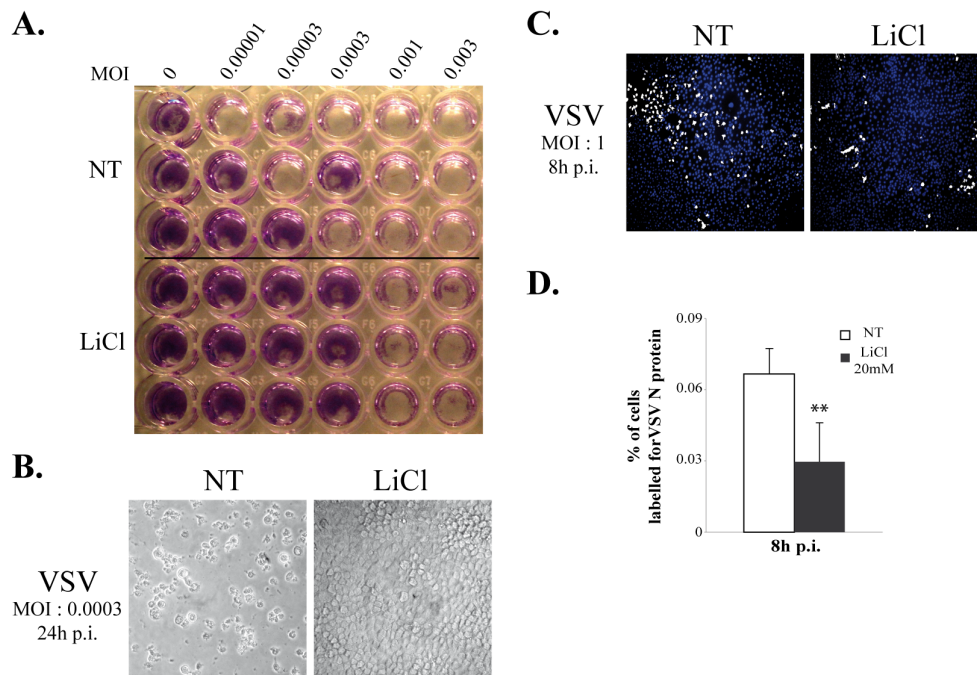 A.
MOI
0
0.00001
0.00003
0.0003
0.001
0.003
NT
LiCl
B.
NT
LiCl
VSV
MOI : 0.0003
24h p.i.
C.
NT
LiCl
VSV
MOI : 1
8h p.i.
D.
% of cells
labelled forVSV N protein
0.09
0.06
0.03
0
NT
LiCl
20mM
**
8h p.i.